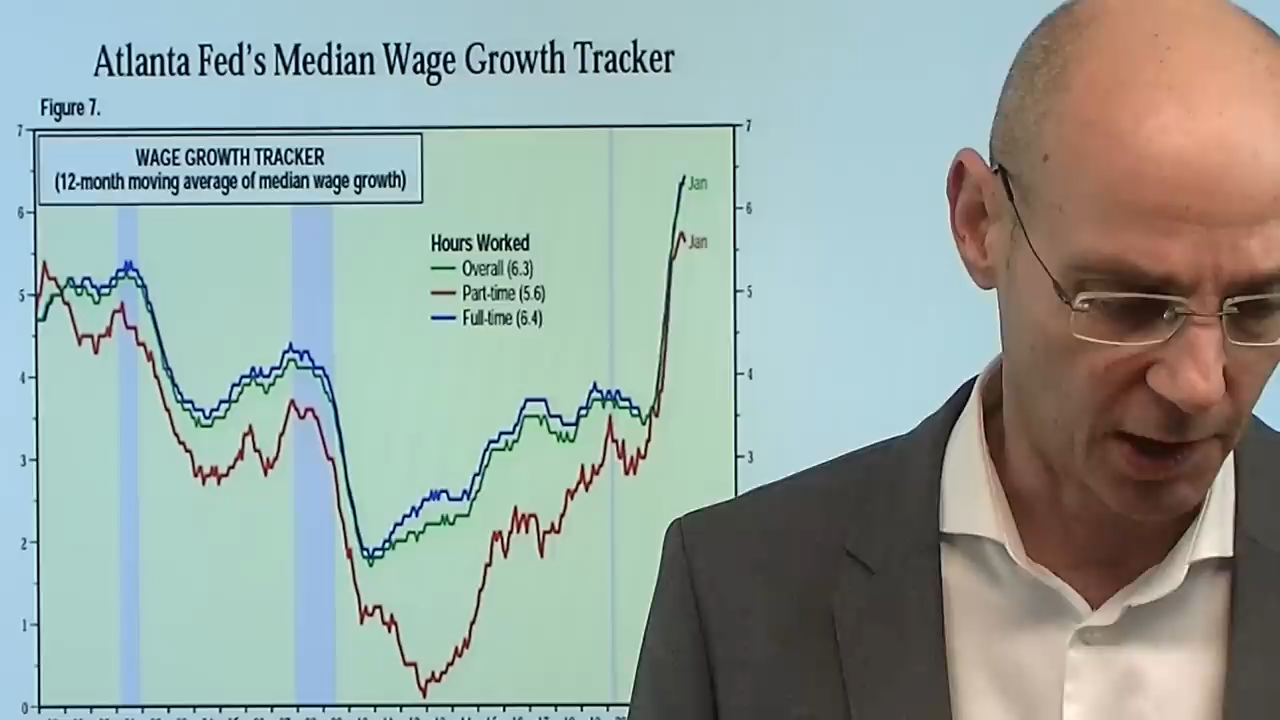 Atlanta Fed's Median Wage Growth Tracker
Figure 7.
WAGE GROWTH TRACKER
(12-month moving average of median wage growth)
Hours Worked
Overall (6.3)
Part-time (5.6)
Full-time (6.4)
Jan
Jan
7
6
5
4
3
2
1
0
7
6
5
4
3